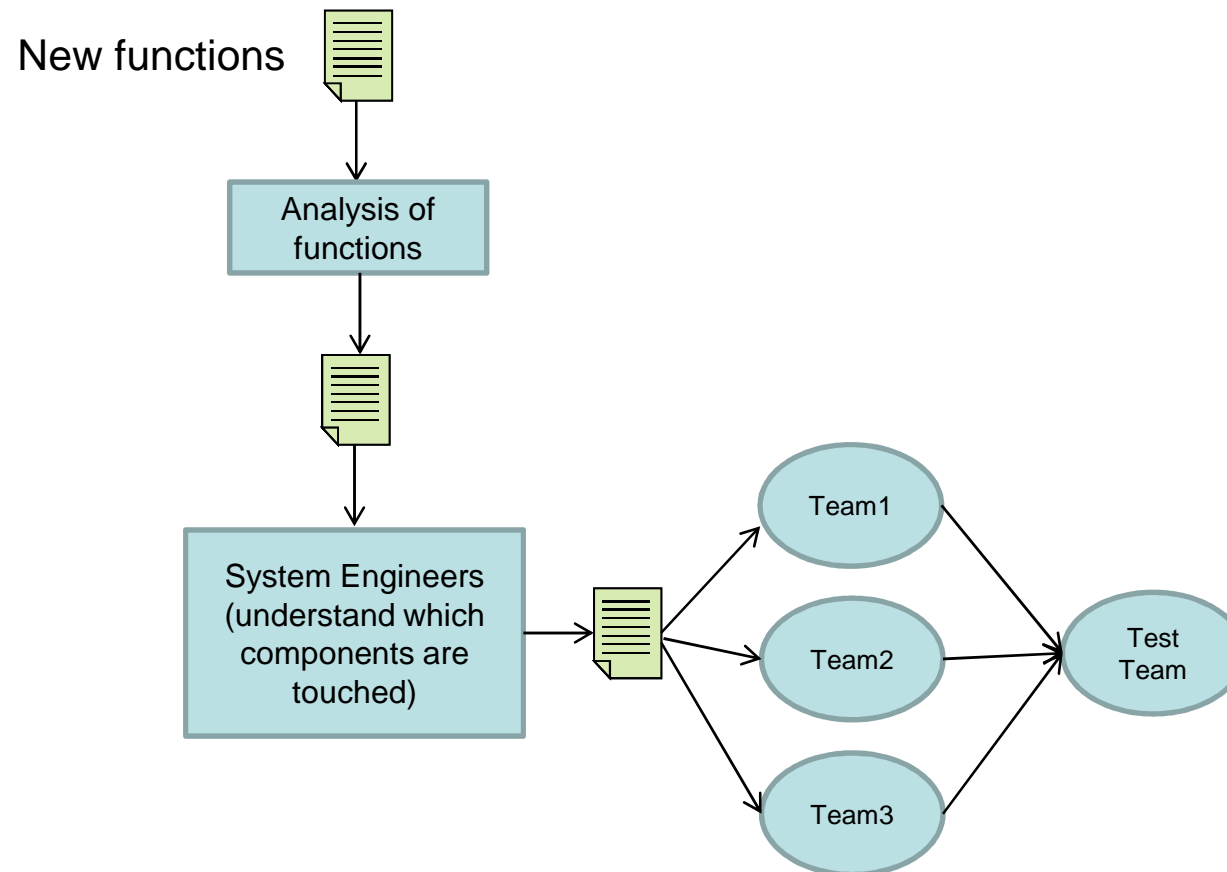 New functions
Analysis of
functions
System Engineers
(understand which
components are
touched)
Team1
Team2
Team3
Test
Team